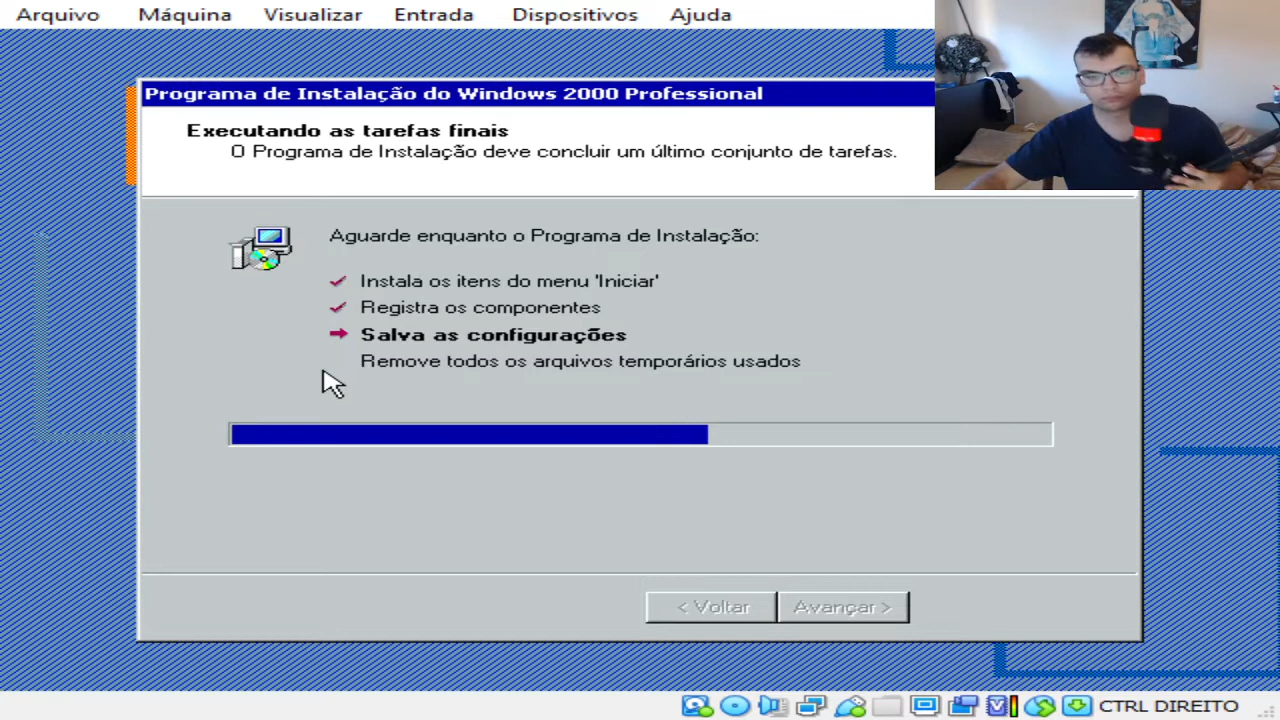 Arquivo Máquina Visualizar Entrada Dispositivos Ajuda
Programa de Instalação do Windows 2000 Professional
Executando as tarefas finais
O Programa de Instalação deve concluir um último conjunto de tarefas.
Aguarde enquanto o Programa de Instalação:
Instala os itens do menu 'Iniciar'
Registra os componentes
Salva as configurações
Remove todos os arquivos temporários usados
< Voltar Avançar >
CTRL DIREITO